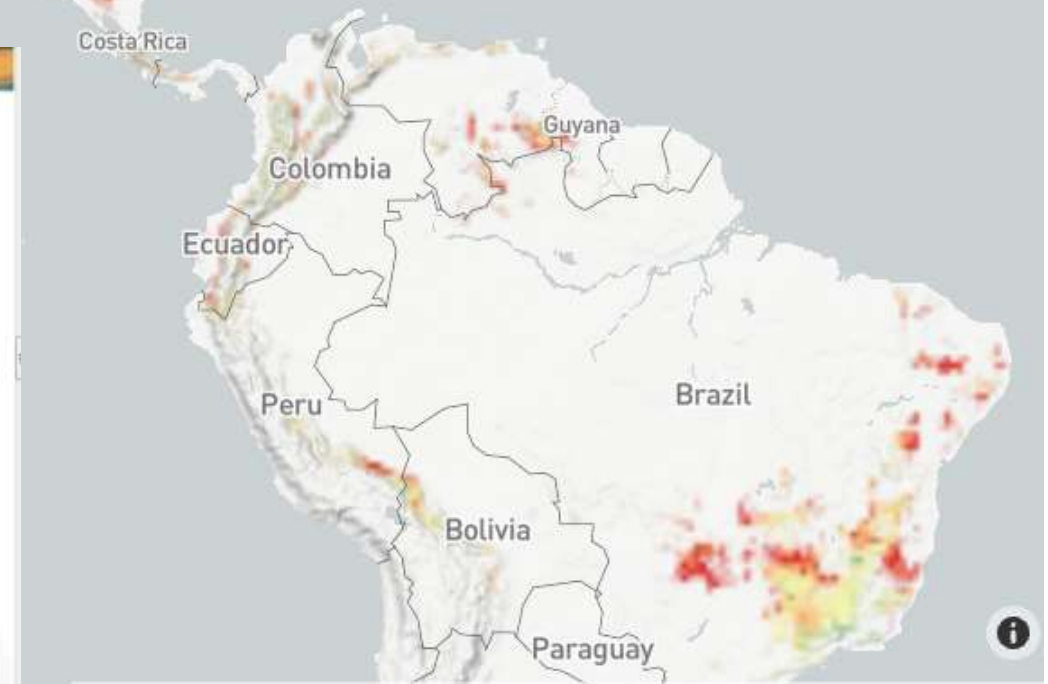 Costa Rica
Guyana
Colombia
Ecuador
Brazil
Peru
Bolivia
Paraguay
i